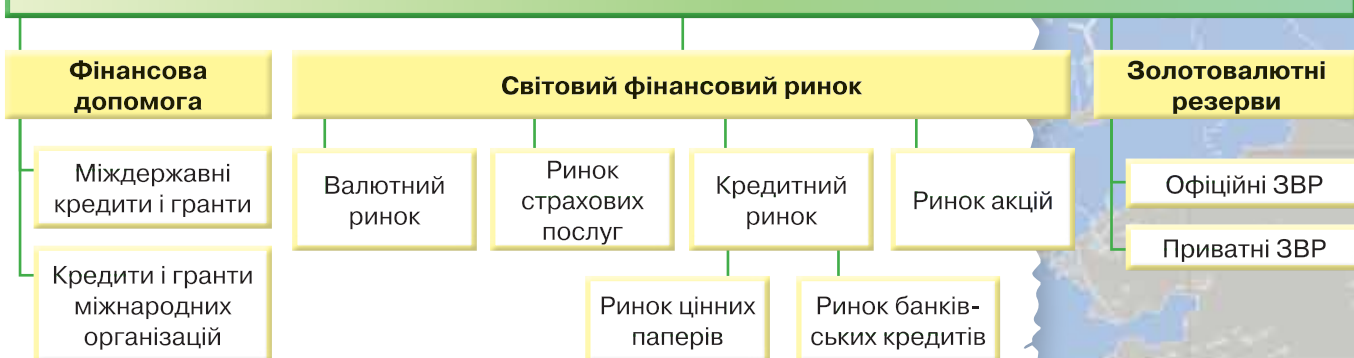 Фінансова
допомога
Міждержавні
кредити і гранти
Кредити і гранти
міжнародних
організацій
Світовий фінансовий ринок
Валютний
ринок
Ринок
страхових
послуг
Кредитний
ринок
Ринок цінних
паперів
Ринок банків-
ських кредитів
Ринок акцій
Золотовалютні
резерви
Офіційні ЗВР
Приватні ЗВР